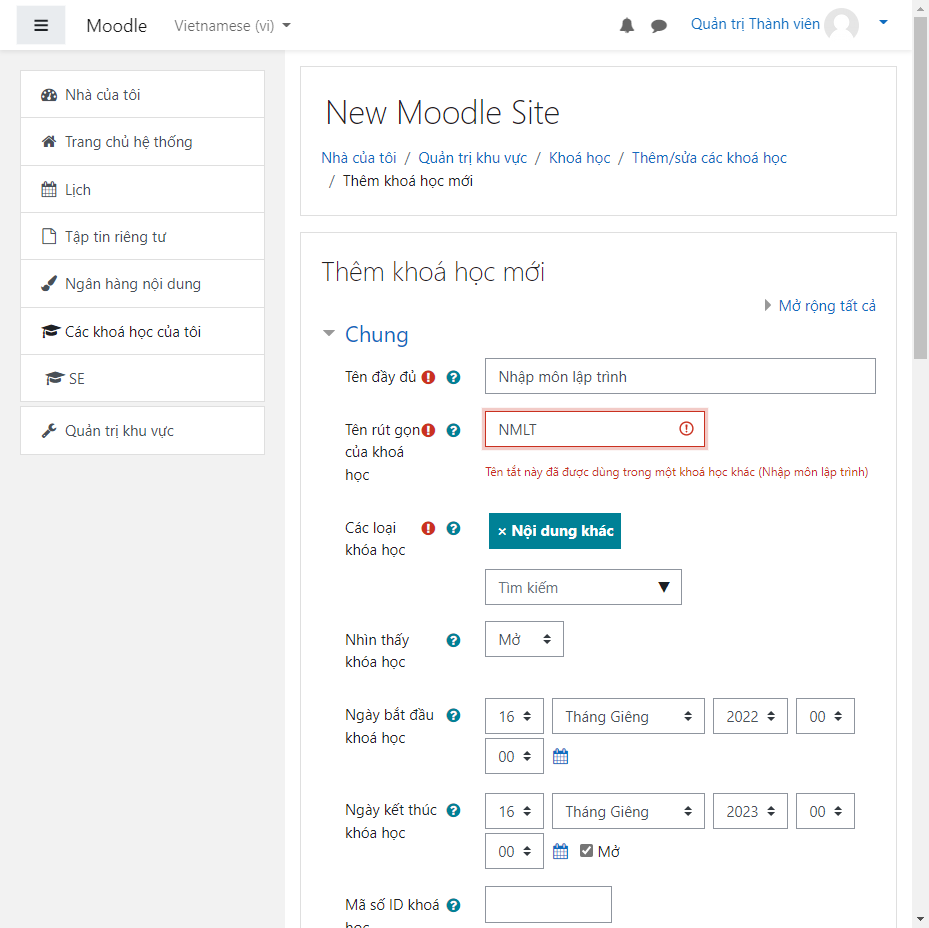 Moodle
Vietnamese (vi)
Quản trị Thành viên
Nhà của tôi
Trang chủ hệ thống
Lịch
Tập tin riêng tư
Ngân hàng nội dung
Các khoá học của tôi
SE
Quản trị khu vực
New Moodle Site
Nhà của tôi / Quản trị khu vực / Khoá học / Thêm/sửa các khoá học
/ Thêm khoá học mới
Thêm khoá học mới
Mở rộng tất cả
Chung
Tên đầy đủ
Nhập môn lập trình
Tên rút gọn
của khoá
học
NMLT
Tên tắt này đã được dùng trong một khoá học khác (Nhập môn lập trình)
Các loại
khóa học
× Nội dung khác
Tìm kiếm
Nhìn thấy
khóa học
Mở
Ngày bắt đầu
khoá học
16 Tháng Giêng 2022 00
00
Ngày kết thúc
khóa học
16 Tháng Giêng 2023 00
00 Mở
Mã số ID khoá